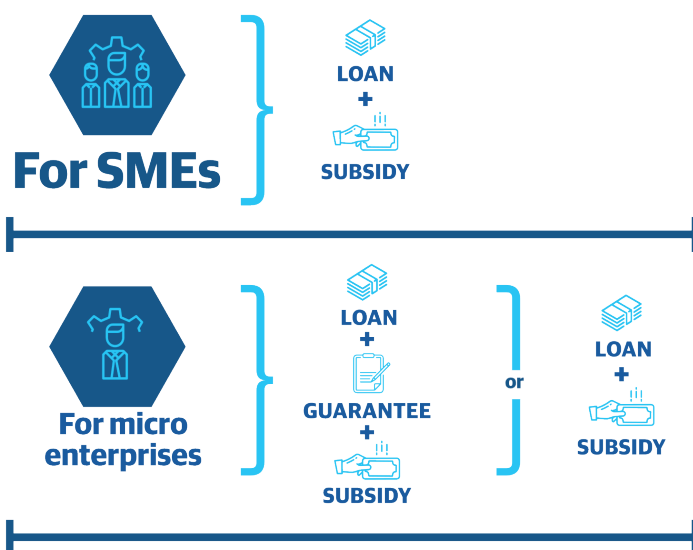 For SMEs
LOAN
+
SUBSIDY
For micro
enterprises
LOAN
+
GUARANTEE
+
SUBSIDY
or
LOAN
+
SUBSIDY